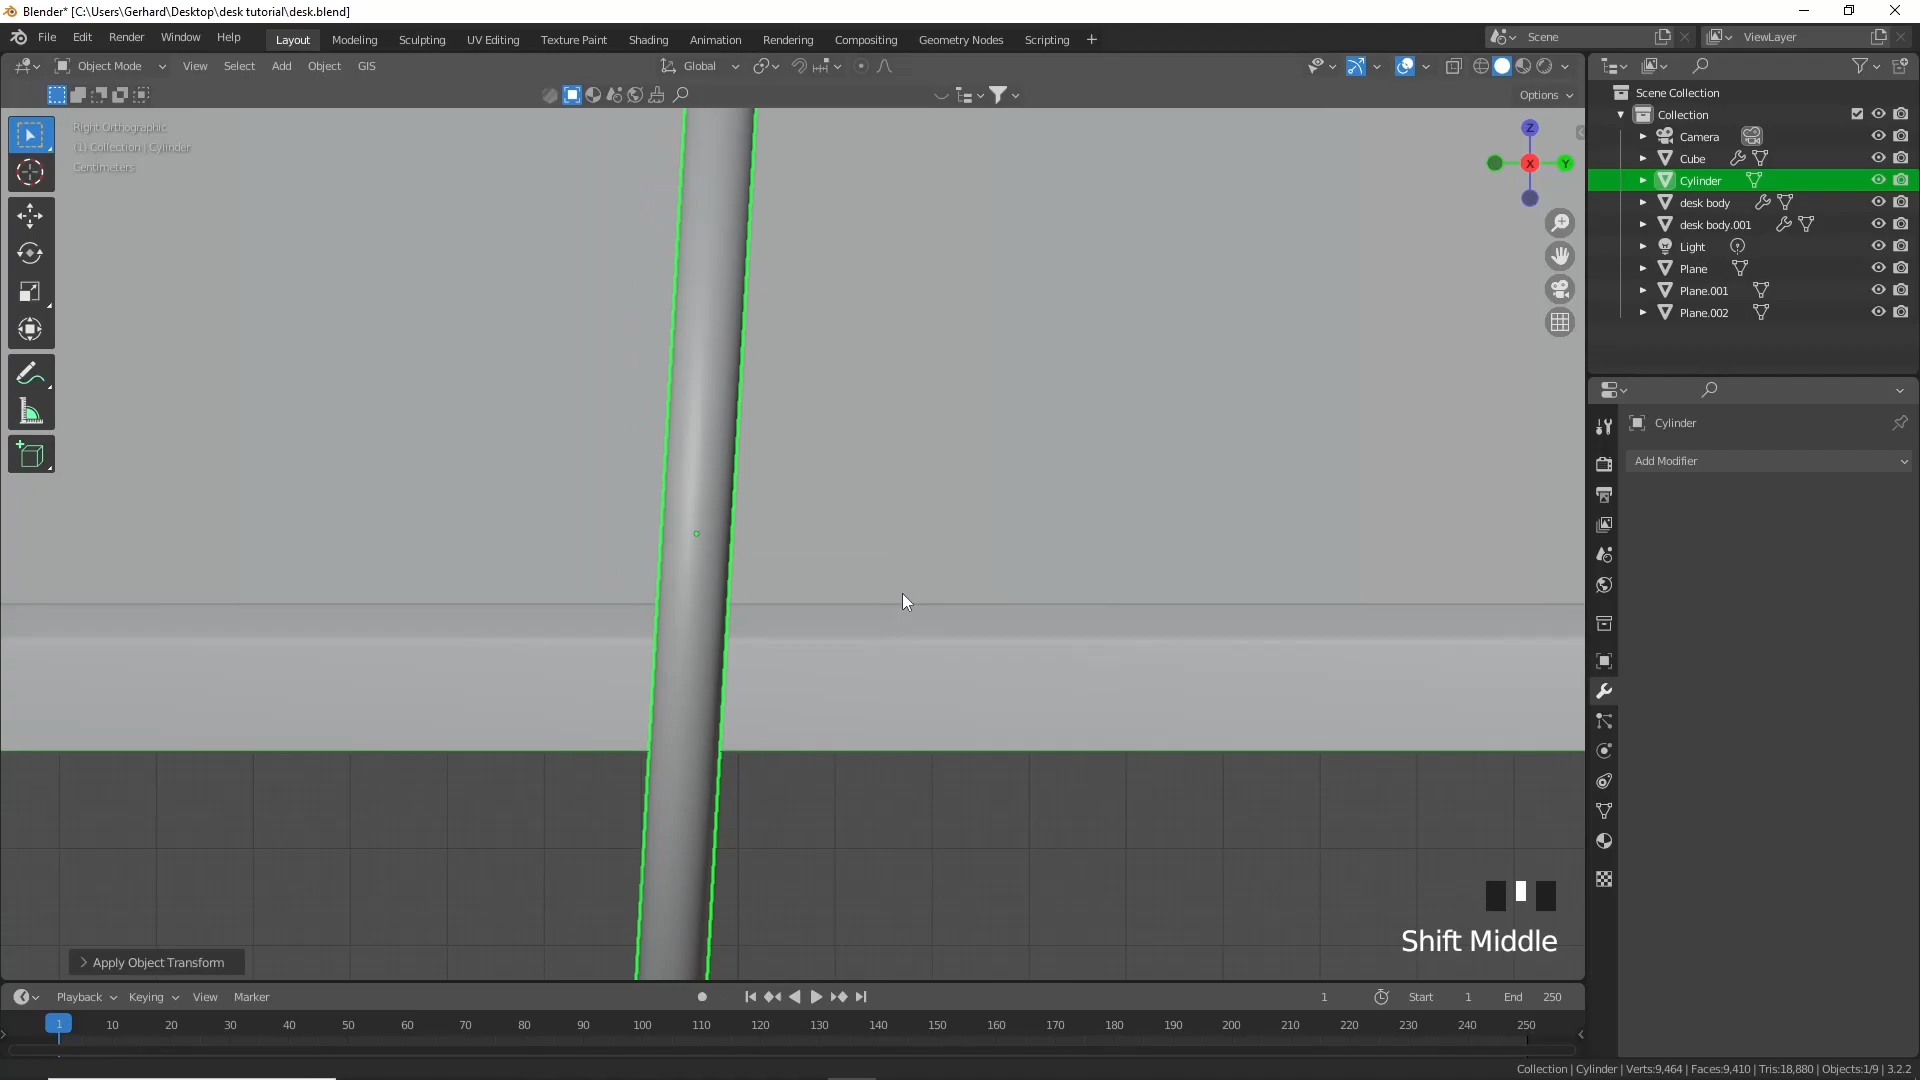 Blender* [C:\Users\Gerhard\Desktop\desk tutorial\desk.blend]
File Edit Render Window Help Layout Modeling Sculpting UV Editing Texture Paint Shading Animation Rendering Compositing Geometry Nodes Scripting + Scene ViewLayer
Object Mode View Select Add Object GIS Global
Options
Right Orthographic
(1) Collection | Cylinder
Centimeters
Z
X
Y
Scene Collection
Collection
Camera
Cube
Cylinder
desk body
desk body.001
Light
Plane
Plane.001
Plane.002
Cylinder
Add Modifier
Shift Middle
Apply Object Transform
Playback Keying View Marker 1 Start 1 End 250
1 10 20 30 40 50 60 70 80 90 100 110 120 130 140 150 160 170 180 190 200 210 220 230 240 250
Collection | Cylinder | Verts:9,464 | Faces:9,410 | Tris:18,880 | Objects:1/9 | 3.2.2